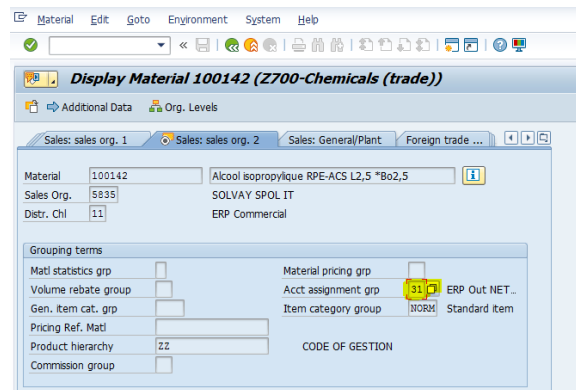 Material Edit Goto Environment System Help
Display Material 100142 (Z700-Chemicals (trade))
Additional Data Org. Levels
Sales: sales org. 1 Sales: sales org. 2 Sales: General/Plant Foreign trade ...
Material 100142 Alcool isopropylique RPE-ACS L2,5 *Bo2,5
Sales Org. 5835 SOLVAY SPOL IT
Distr. Chl 11 ERP Commercial
Grouping terms
Matl statistics grp Material pricing grp
Volume rebate group Acct assignment grp 31 ERP Out NET...
Gen. item cat. grp Item category group NORM Standard item
Pricing Ref. Matl
Product hierarchy ZZ CODE OF GESTION
Commission group